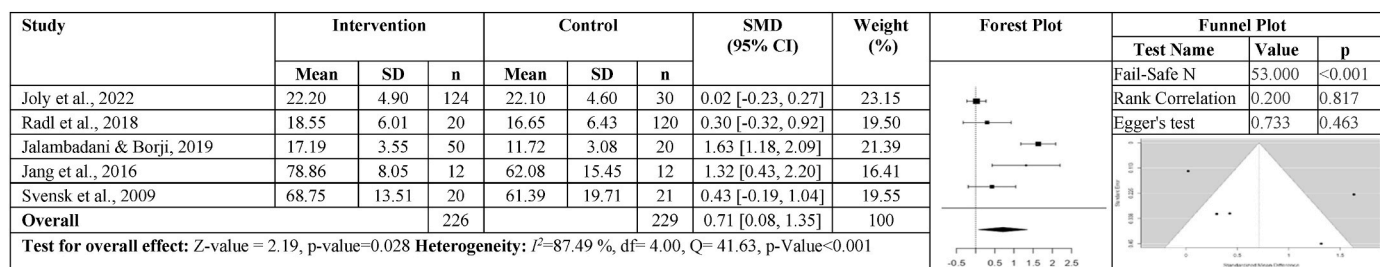 Study Intervention Control SMD (95% CI) Weight (%) Forest Plot Funnel Plot
Mean SD n Mean SD n Test Name Value p
Joly et al., 2022 22.20 4.90 124 22.10 4.60 30 0.02 [-0.23, 0.27] 23.15 Fail-Safe N 53.000 <0.001
Radl et al., 2018 18.55 6.01 20 16.65 6.43 120 0.30 [-0.32, 0.92] 19.50 Rank Correlation 0.200 0.817
Jalambadani & Borji, 2019 17.19 3.55 50 11.72 3.08 20 1.63 [1.18, 2.09] 21.39 Egger's test 0.733 0.463
Jang et al., 2016 78.86 8.05 12 62.08 15.45 12 1.32 [0.43, 2.20] 16.41
Svensk et al., 2009 68.75 13.51 20 61.39 19.71 21 0.43 [-0.19, 1.04] 19.55
Overall 226 229 0.71 [0.08, 1.35] 100
Test for overall effect: Z-value = 2.19, p-value=0.028 Heterogeneity: I²=87.49 %, df= 4.00, Q= 41.63, p-Value<0.001
-0.5 0.5 1 1.5 2 2.5
0 0.5 1 1.5